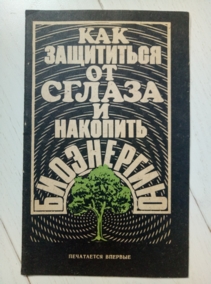 КАК
ЗАЩИТИТЬСЯ
ОТ
СГЛАЗА
И
НАКОПИТЬ
БИОЭНЕРГИЮ
ПЕЧАТАЕТСЯ ВПЕРВЫЕ